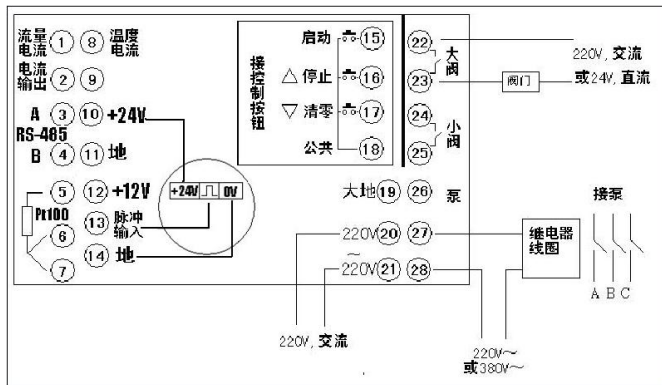 流量 ① ⑧ 温度
电流 电流
电流 ② ⑨
输出
A ③ ⑩ +24V
RS-485
B ④ ⑪ 地
⑤ ⑫ +12V
Pt100
⑥ ⑬ 脉冲
输入
⑦ ⑭ 地
+24V 0V
接控制按钮
启动 ⑮
△ 停止 ⑯
▽ 清零 ⑰
公共 ⑱
大地 ⑲ ㉖ 泵
220V ⑳ ㉗
~
220V ㉑ ㉘
㉒
大阀
㉓
㉔
小阀
㉕
阀门
220V, 交流
或24V, 直流
继电器
线圈
接泵
A B C
220V, 交流
220V~
或380V~